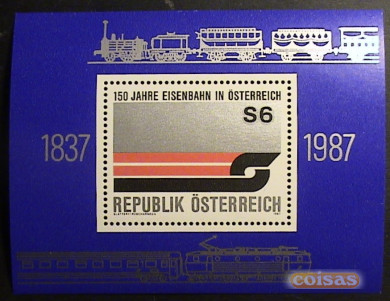 150 JAHRE EISENBAHN IN ÖSTERREICH
S6
1837
1987
REPUBLIK ÖSTERREICH
coisas